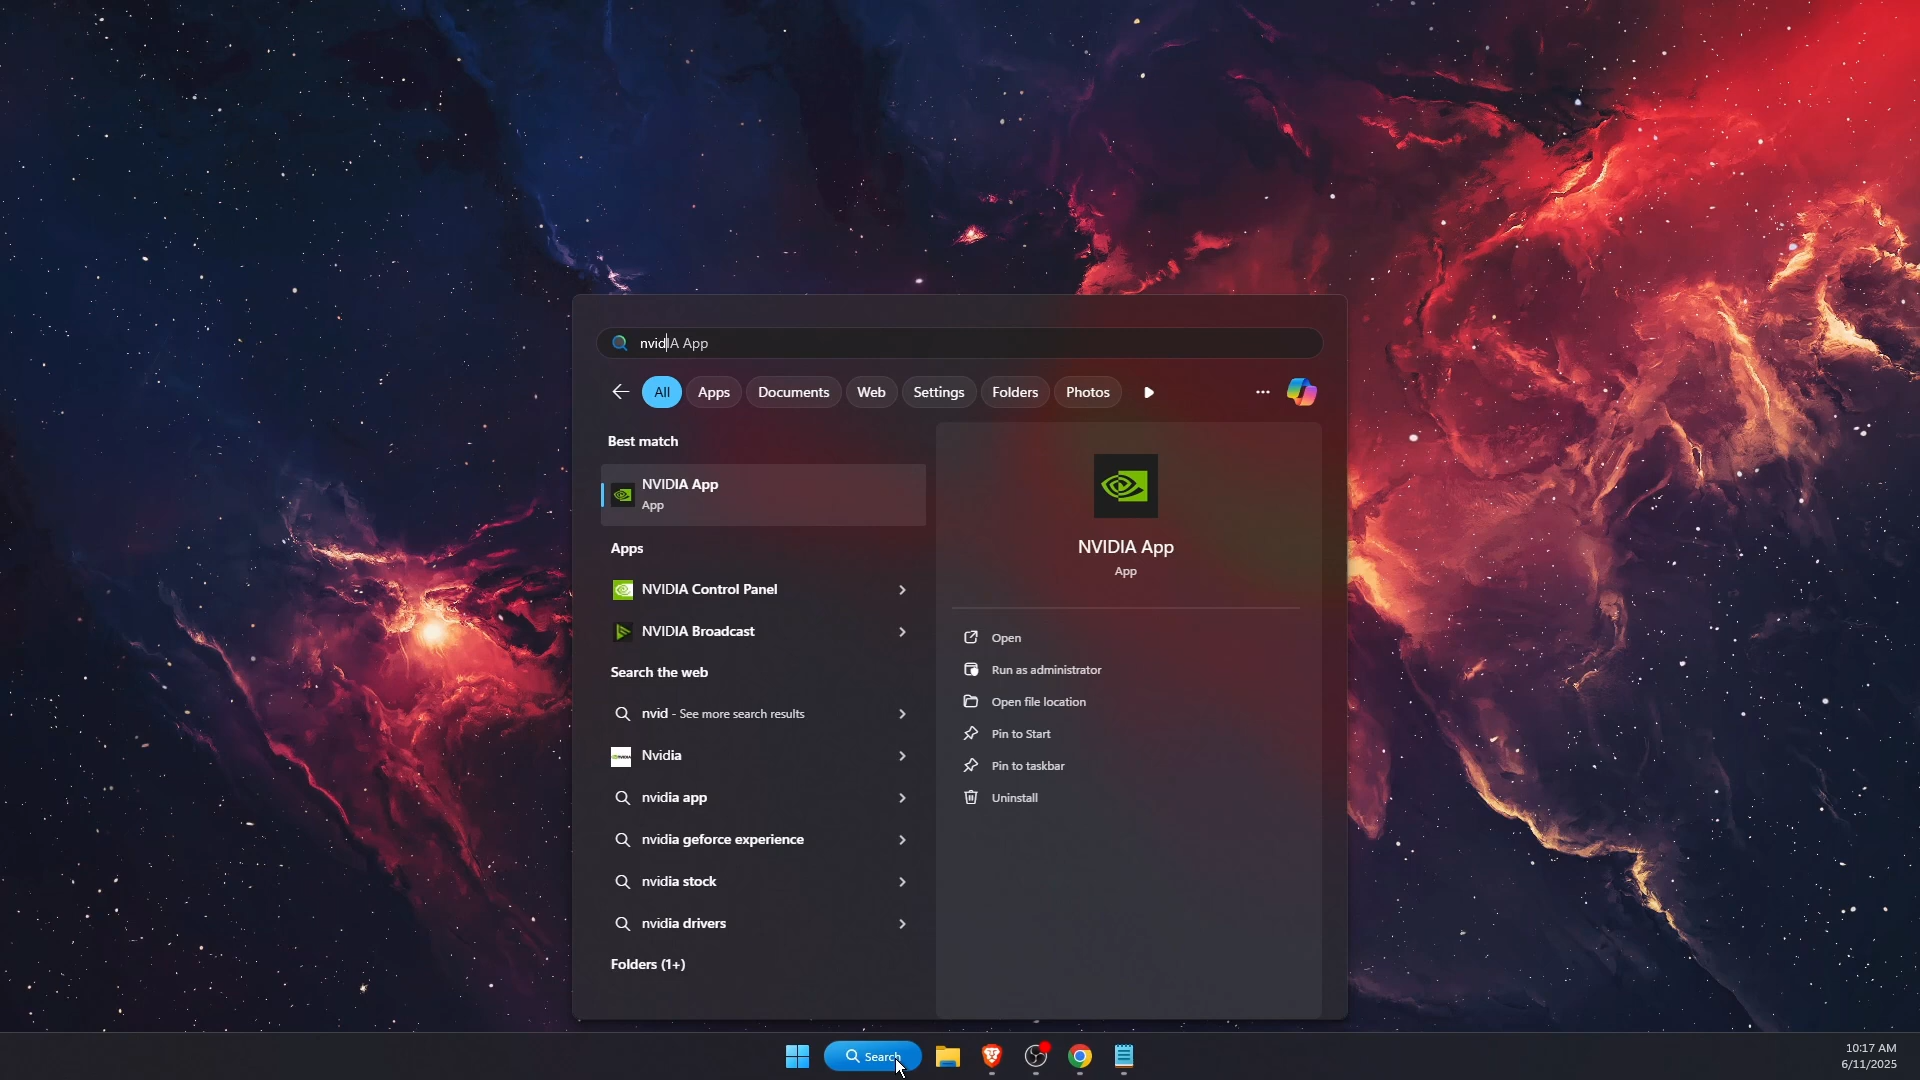 nvidIA App
All Apps Documents Web Settings Folders Photos
Best match
NVIDIA App
App
Apps
NVIDIA Control Panel
NVIDIA Broadcast
Search the web
nvid - See more search results
Nvidia
nvidia app
nvidia geforce experience
nvidia stock
nvidia drivers
Folders (1+)
NVIDIA App
App
Open
Run as administrator
Open file location
Pin to Start
Pin to taskbar
Uninstall
Search
10:17 AM
6/11/2025